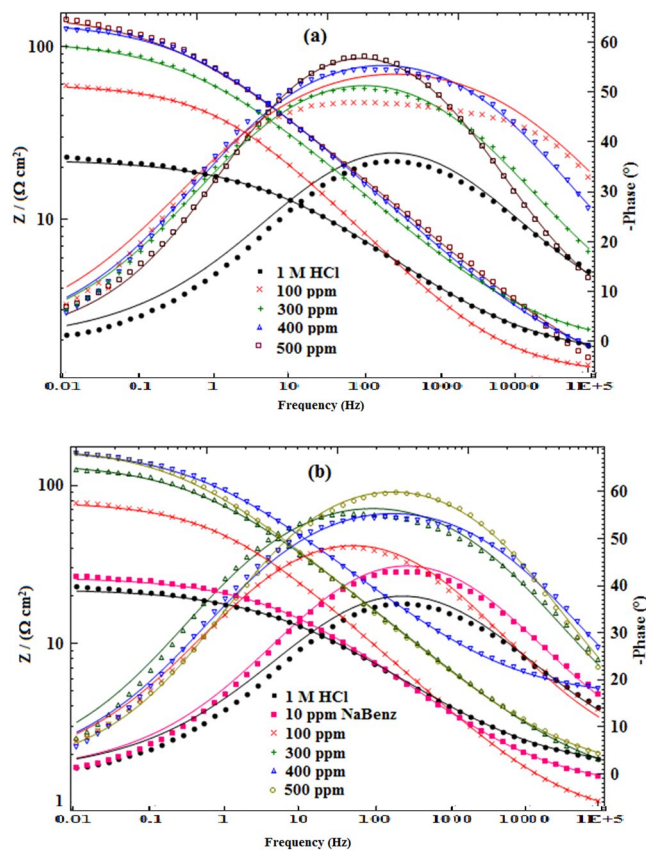 (a)
100
10
Z / (Ω cm²)
60
50
40
30
20
10
0
-Phase (°)
1 M HCl
100 ppm
300 ppm
400 ppm
500 ppm
0.01 0.1 1 10 100 1000 10000 1E+5
Frequency (Hz)
(b)
100
10
1
Z / (Ω cm²)
60
50
40
30
20
10
0
-Phase (°)
1 M HCl
10 ppm NaBenz
100 ppm
300 ppm
400 ppm
500 ppm
0.01 0.1 1 10 100 1000 10000 1E+5
Frequency (Hz)